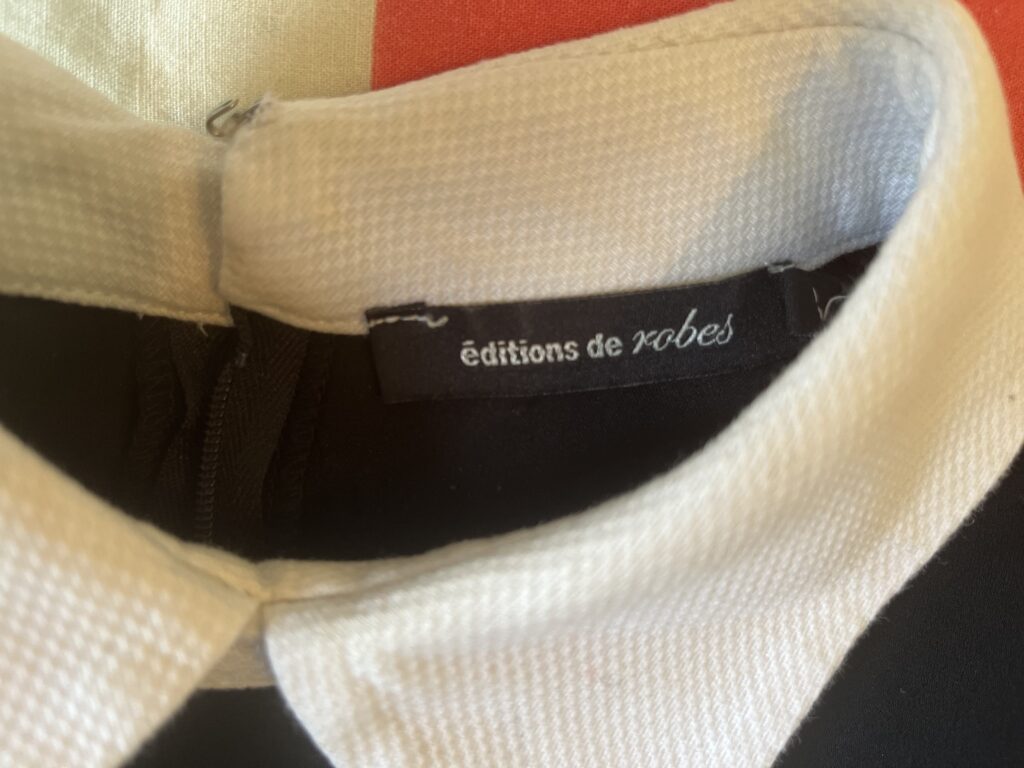 éditions de robes